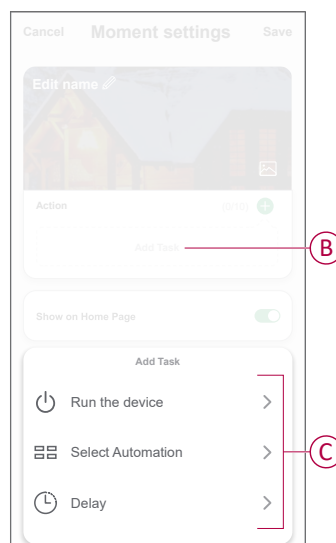 Cancel Moment settings Save
Edit name
Action (0/10)
Add Task
B
Show on Home Page
Add Task
Run the device
Select Automation
C
Delay